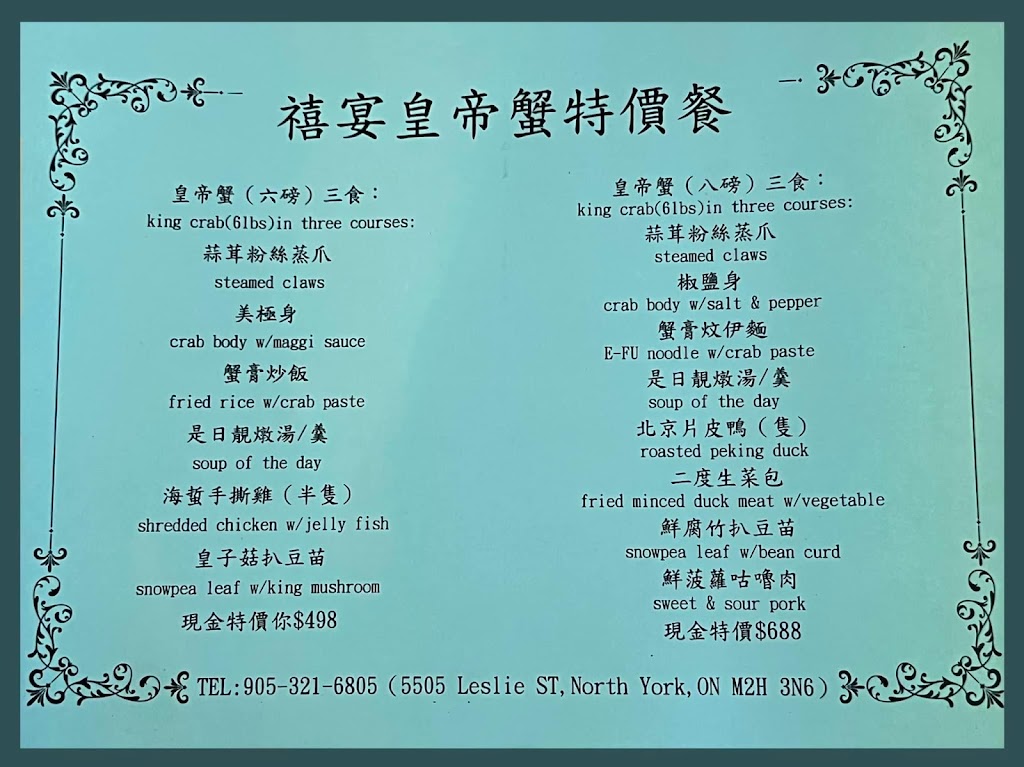 禧宴皇帝蟹特價餐
皇帝蟹（六磅）三食：
king crab(6lbs)in three courses:
蒜茸粉絲蒸爪
steamed claws
美極身
crab body w/maggi sauce
蟹膏炒飯
fried rice w/crab paste
是日靚燉湯/羹
soup of the day
海蜇手撕雞（半隻）
shredded chicken w/jelly fish
皇子菇扒豆苗
snowpea leaf w/king mushroom
現金特價你$498
皇帝蟹（八磅）三食：
king crab(6lbs)in three courses:
蒜茸粉絲蒸爪
steamed claws
椒鹽身
crab body w/salt & pepper
蟹膏炆伊麵
E-FU noodle w/crab paste
是日靚燉湯/羹
soup of the day
北京片皮鴨（隻）
roasted peking duck
二度生菜包
fried minced duck meat w/vegetable
鮮腐竹扒豆苗
snowpea leaf w/bean curd
鮮菠蘿咕嚕肉
sweet & sour pork
現金特價$688
TEL:905-321-6805（5505 Leslie ST,North York,ON M2H 3N6）